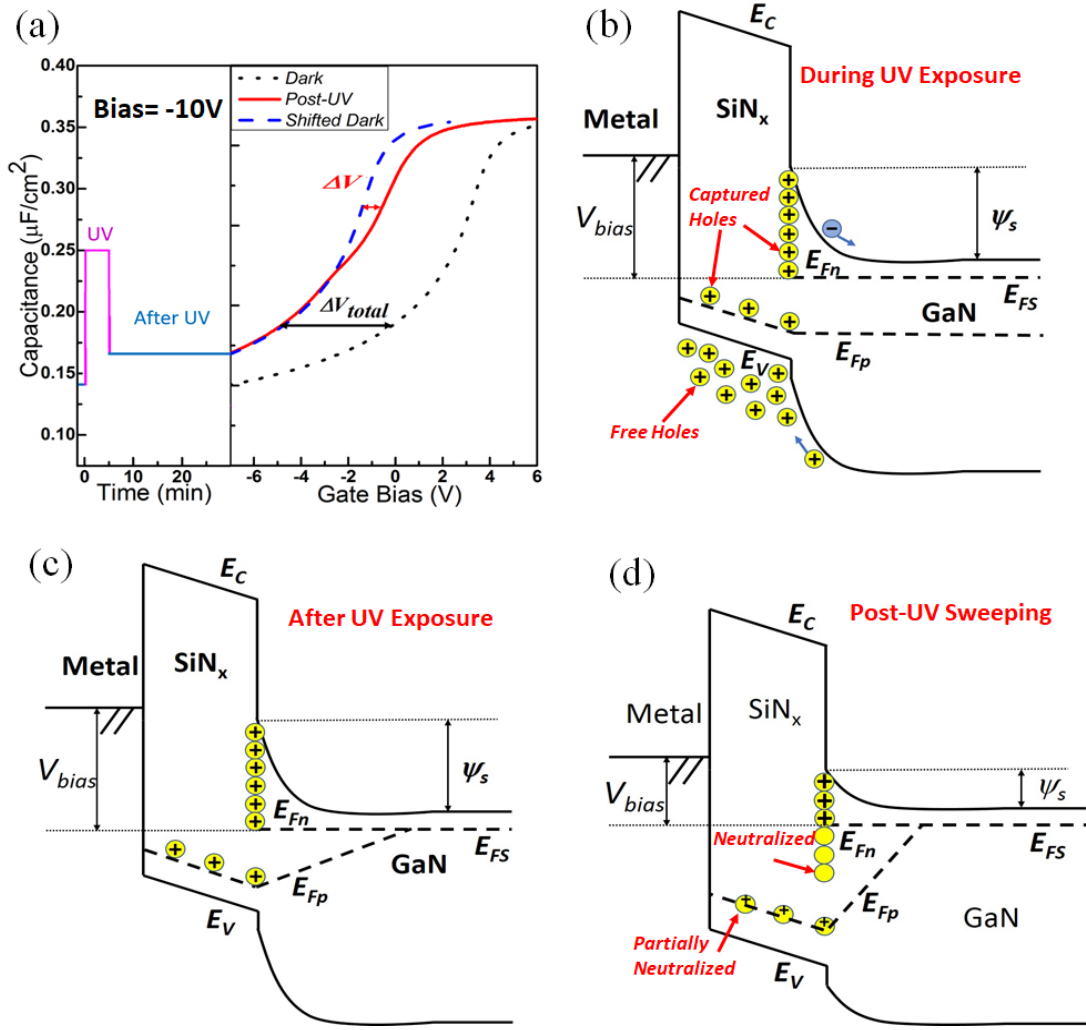 (a)
Bias= -10V
Dark
Post-UV
Shifted Dark
ΔV
UV
After UV
ΔV_total
Capacitance (µF/cm²)
0.40
0.35
0.30
0.25
0.20
0.15
0.10
0 10 20
-6 -4 -2 0 2 4 6
Time (min)
Gate Bias (V)
(b)
E_C
During UV Exposure
SiN_x
Metal
V_bias
Captured
Holes
ψ_s
E_Fn
E_FS
GaN
E_Fp
E_V
Free Holes
(c)
E_C
After UV Exposure
SiN_x
Metal
V_bias
ψ_s
E_Fn
E_FS
GaN
E_Fp
E_V
(d)
E_C
Post-UV Sweeping
SiN_x
Metal
V_bias
ψ_s
Neutralized
E_Fn
E_FS
E_Fp
GaN
Partially
Neutralized
E_V